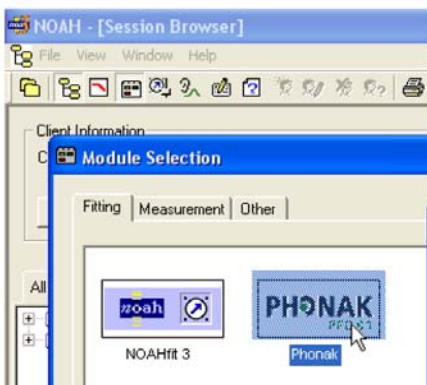 NOAH - [Session Browser]
File View Window Help
Client Information
C
Module Selection
Fitting Measurement Other
All
noah
PHONAK
NOAHfit 3
Phonak